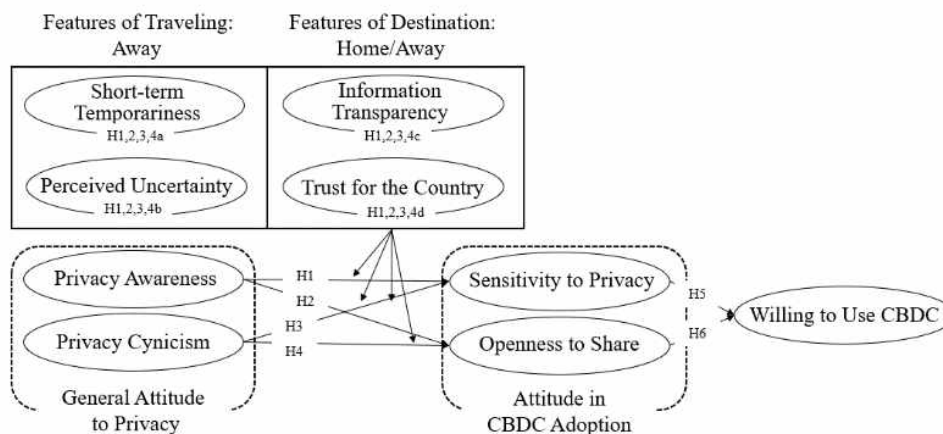 Features of Traveling:
Away
Features of Destination:
Home/Away
Short-term
Temporariness
H1,2,3,4a
Information
Transparency
H1,2,3,4c
Perceived Uncertainty
H1,2,3,4b
Trust for the Country
H1,2,3,4d
Privacy Awareness
H1
Sensitivity to Privacy
H2
H5
Willing to Use CBDC
H3
H6
Privacy Cynicism
H4
Openness to Share
General Attitude
to Privacy
Attitude in
CBDC Adoption